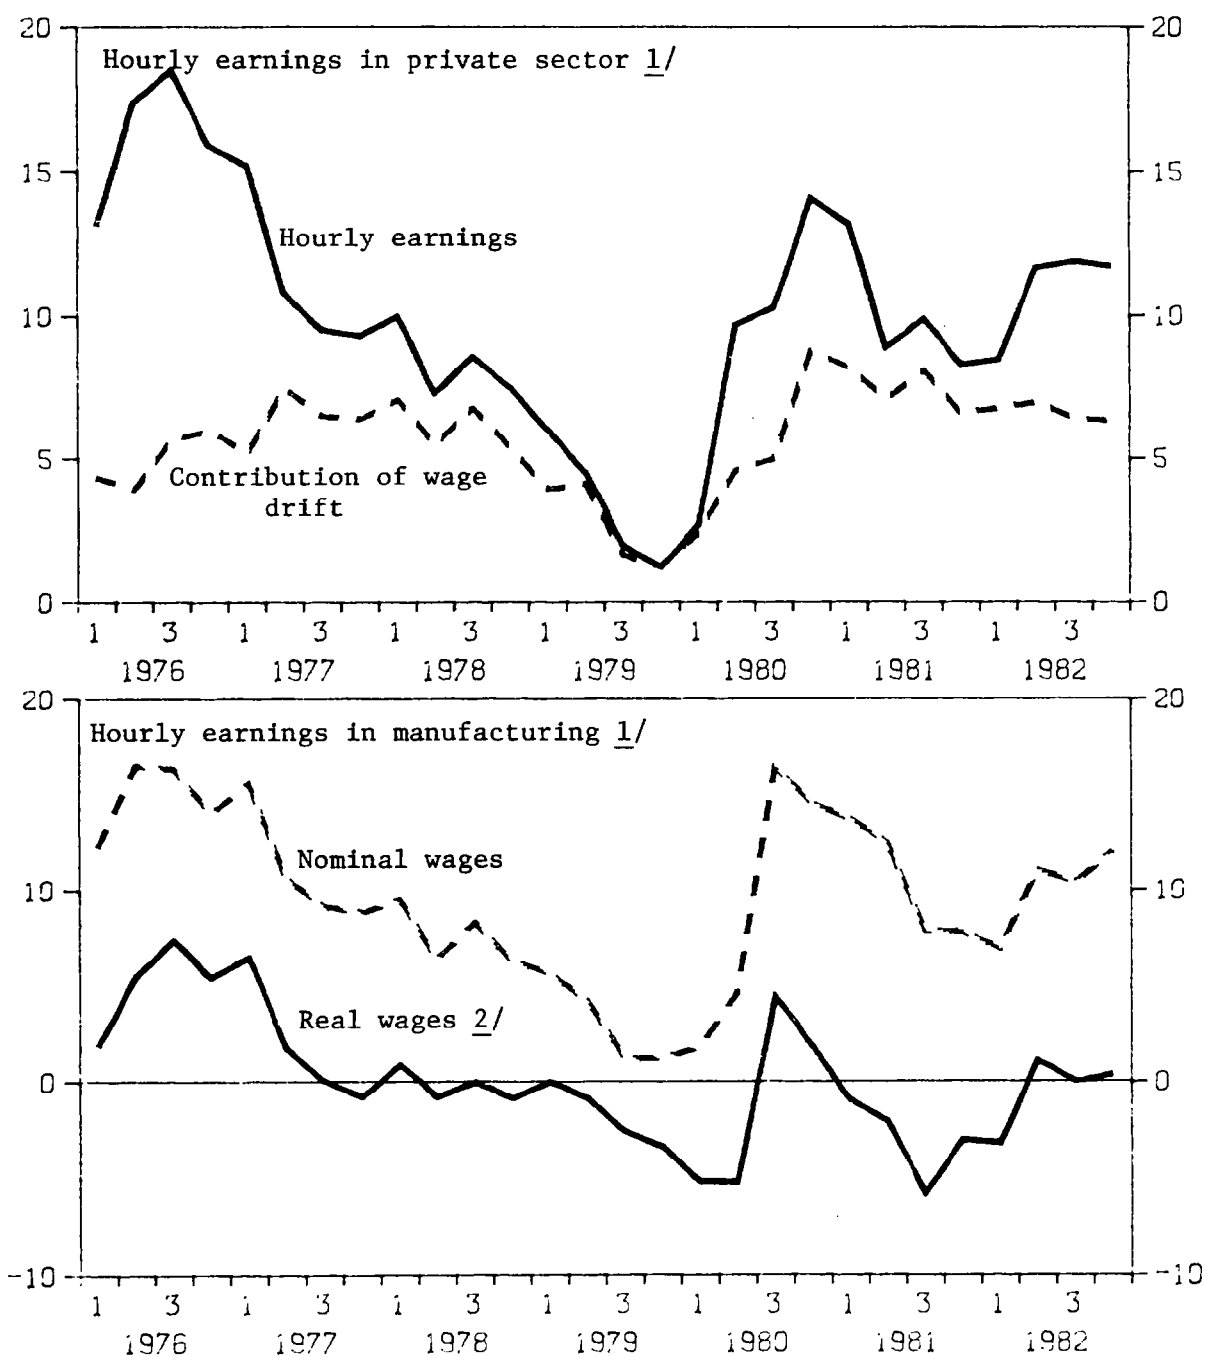 20 20
Hourly earnings in private sector 1/
15 15
Hourly earnings
10 10
5 5
Contribution of wage
drift
0 0
1 3 1 3 1 3 1 3 1 3 1 3 1 3
1976 1977 1978 1979 1980 1981 1982
20 20
Hourly earnings in manufacturing 1/
Nominal wages
10 10
Real wages 2/
0 0
-10 -10
1 3 1 3 1 3 1 3 1 3 1 3 1 3
1976 1977 1978 1979 1980 1981 1982